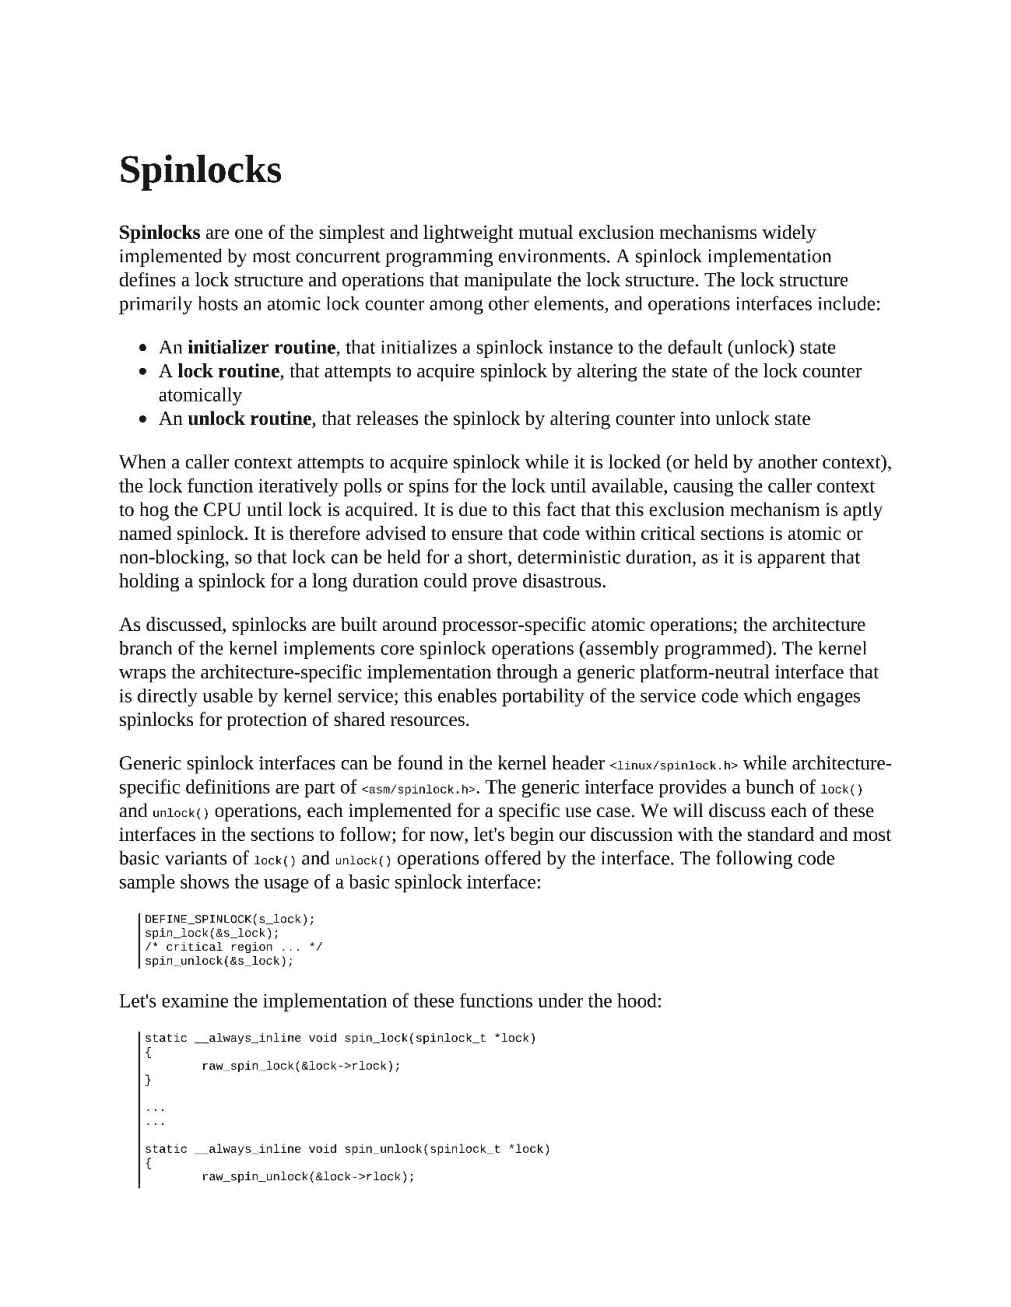 Spinlocks
Spinlocks are one of the simplest and lightweight mutual exclusion mechanisms widely
implemented by most concurrent programming environments. A spinlock implementation
defines a lock structure and operations that manipulate the lock structure. The lock structure
primarily hosts an atomic lock counter among other elements, and operations interfaces include:
• An initializer routine, that initializes a spinlock instance to the default (unlock) state
• A lock routine, that attempts to acquire spinlock by altering the state of the lock counter
atomically
• An unlock routine, that releases the spinlock by altering counter into unlock state
When a caller context attempts to acquire spinlock while it is locked (or held by another context),
the lock function iteratively polls or spins for the lock until available, causing the caller context
to hog the CPU until lock is acquired. It is due to this fact that this exclusion mechanism is aptly
named spinlock. It is therefore advised to ensure that code within critical sections is atomic or
non-blocking, so that lock can be held for a short, deterministic duration, as it is apparent that
holding a spinlock for a long duration could prove disastrous.
As discussed, spinlocks are built around processor-specific atomic operations; the architecture
branch of the kernel implements core spinlock operations (assembly programmed). The kernel
wraps the architecture-specific implementation through a generic platform-neutral interface that
is directly usable by kernel service; this enables portability of the service code which engages
spinlocks for protection of shared resources.
Generic spinlock interfaces can be found in the kernel header <linux/spinlock.h> while architecture-
specific definitions are part of <asm/spinlock.h>. The generic interface provides a bunch of lock()
and unlock() operations, each implemented for a specific use case. We will discuss each of these
interfaces in the sections to follow; for now, let's begin our discussion with the standard and most
basic variants of lock() and unlock() operations offered by the interface. The following code
sample shows the usage of a basic spinlock interface:
DEFINE_SPINLOCK(s_lock);
spin_lock(&s_lock);
/* critical region ... */
spin_unlock(&s_lock);
Let's examine the implementation of these functions under the hood:
static __always_inline void spin_lock(spinlock_t *lock)
{
        raw_spin_lock(&lock->rlock);
}
...
...
static __always_inline void spin_unlock(spinlock_t *lock)
{
        raw_spin_unlock(&lock->rlock);